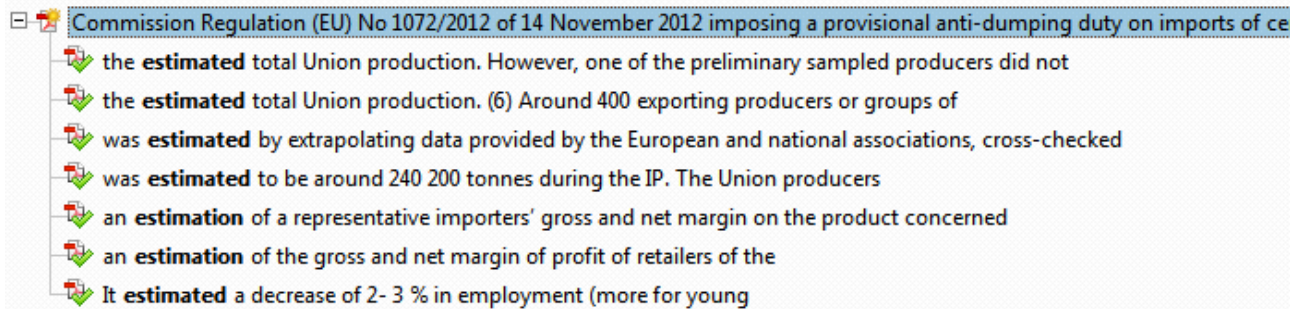 Commission Regulation (EU) No 1072/2012 of 14 November 2012 imposing a provisional anti-dumping duty on imports of ce
the estimated total Union production. However, one of the preliminary sampled producers did not
the estimated total Union production. (6) Around 400 exporting producers or groups of
was estimated by extrapolating data provided by the European and national associations, cross-checked
was estimated to be around 240 200 tonnes during the IP. The Union producers
an estimation of a representative importers’ gross and net margin on the product concerned
an estimation of the gross and net margin of profit of retailers of the
It estimated a decrease of 2- 3 % in employment (more for young